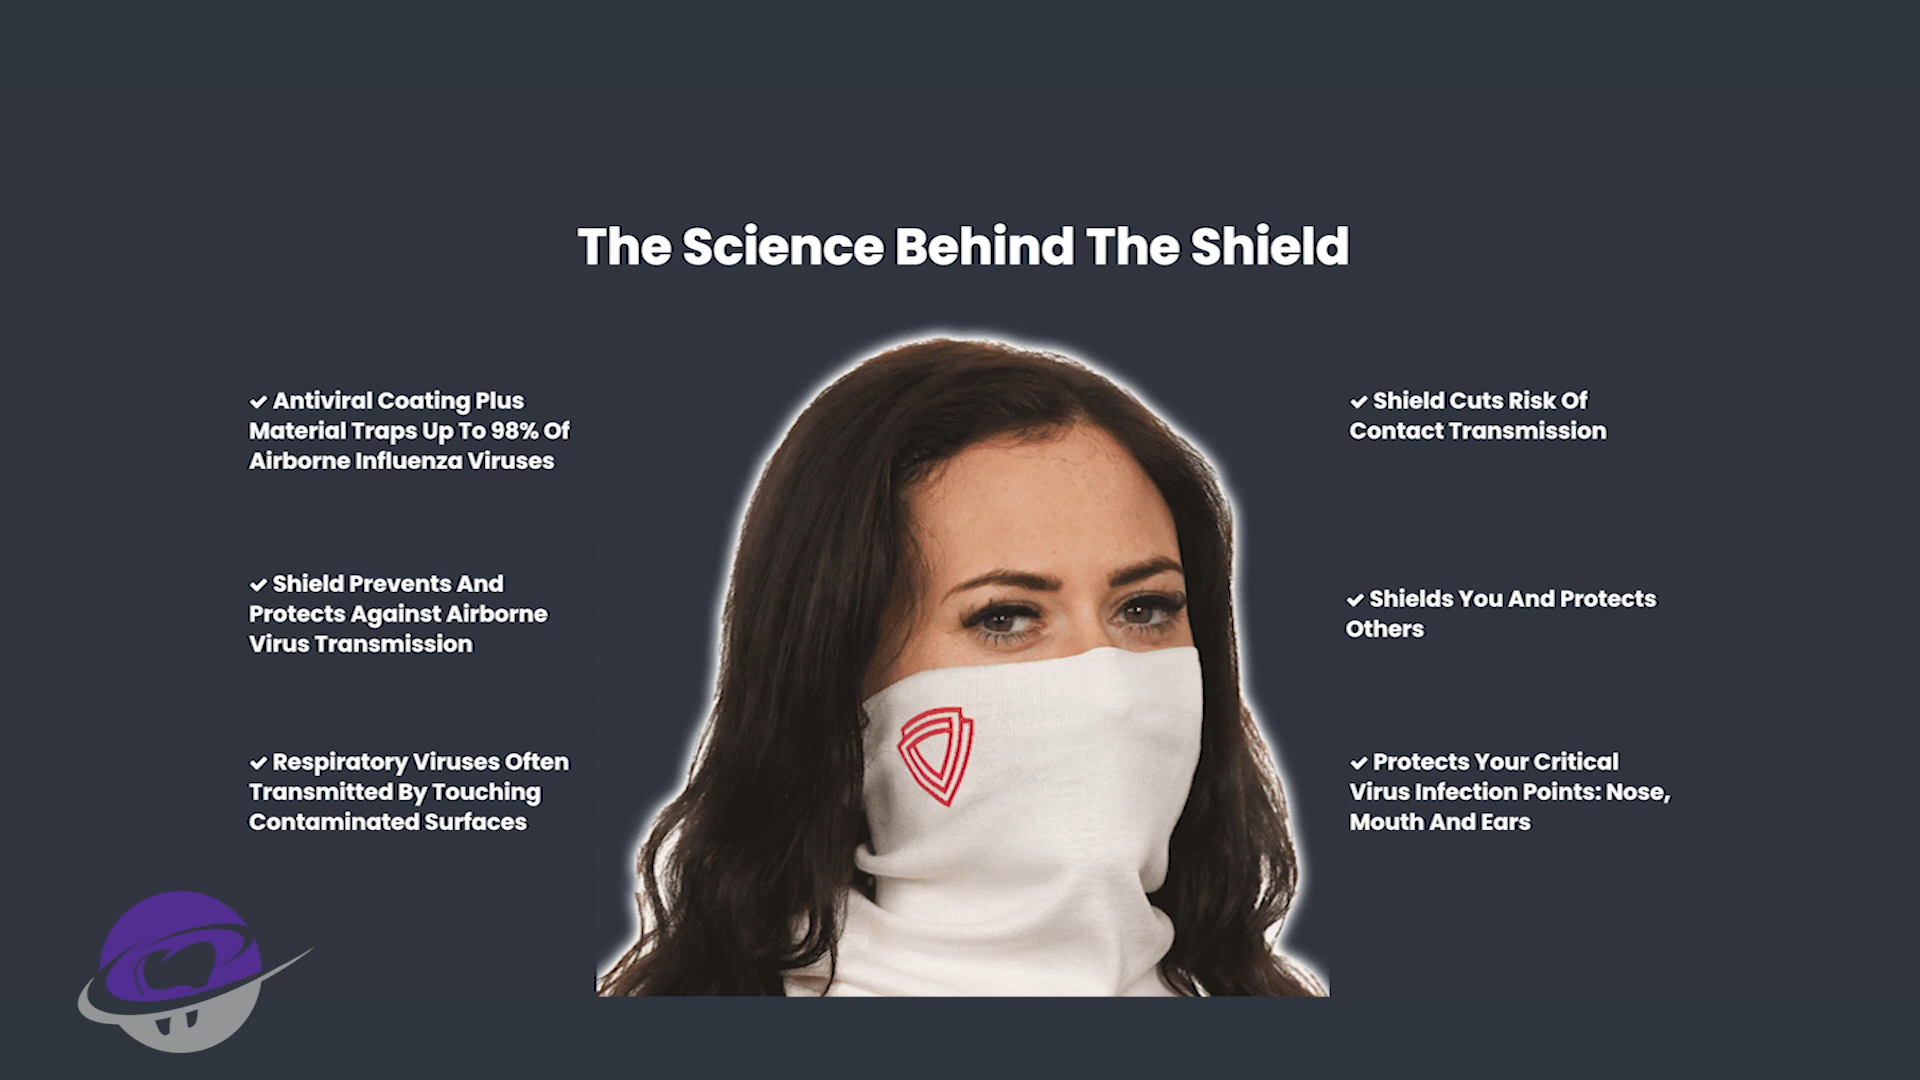 The Science Behind The Shield
✓ Antiviral Coating Plus
Material Traps Up To 98% Of
Airborne Influenza Viruses
✓ Shield Prevents And
Protects Against Airborne
Virus Transmission
✓ Respiratory Viruses Often
Transmitted By Touching
Contaminated Surfaces
✓ Shield Cuts Risk Of
Contact Transmission
✓ Shields You And Protects
Others
✓ Protects Your Critical
Virus Infection Points: Nose,
Mouth And Ears